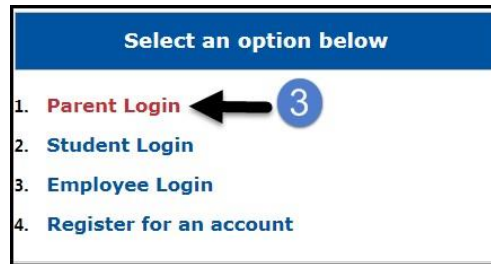 Select an option below
1. Parent Login 3
2. Student Login
3. Employee Login
4. Register for an account